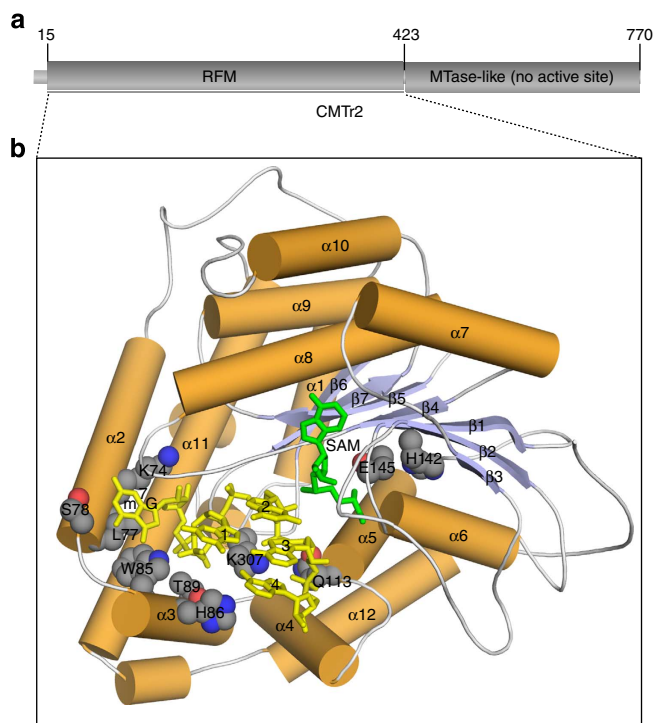 a
15 423 770
RFM MTase-like (no active site)
CMTr2
b
α10
α9
α7
α8
α1 β6
β7 β5
β4
β1
α2
α11
SAM
β2
K74
E145 H142
β3
7
m G
S78
2
L77
1
α5
α6
K307
3
W85
T89
4
Q113
H86
α3
α12
α4